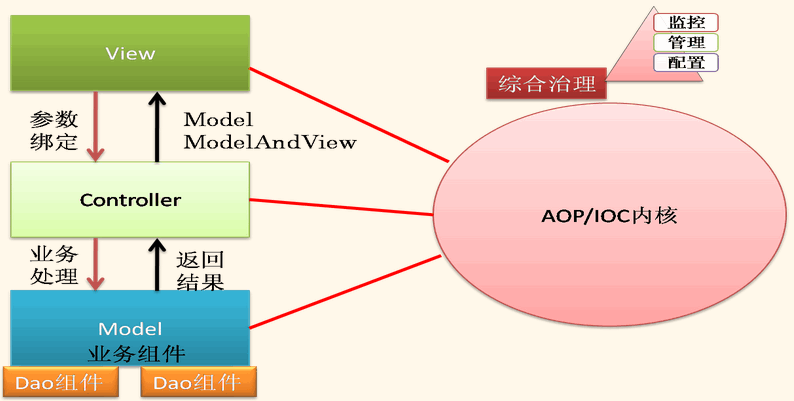 View
参数
绑定
Model
ModelAndView
Controller
业务
处理
返回
结果
Model
业务组件
Dao组件
Dao组件
监控
管理
配置
综合治理
AOP/IOC内核